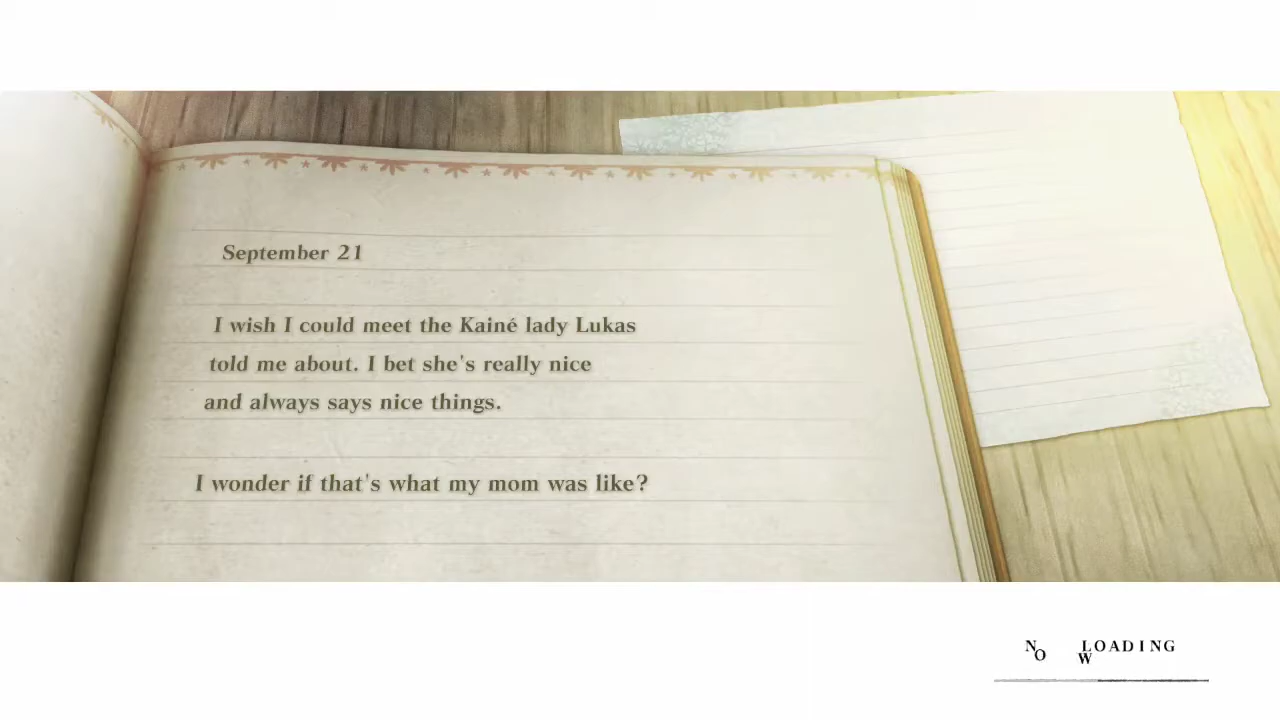 September 21
I wish I could meet the Kainé lady Lukas
told me about. I bet she's really nice
and always says nice things.
I wonder if that's what my mom was like?
NOW LOADING